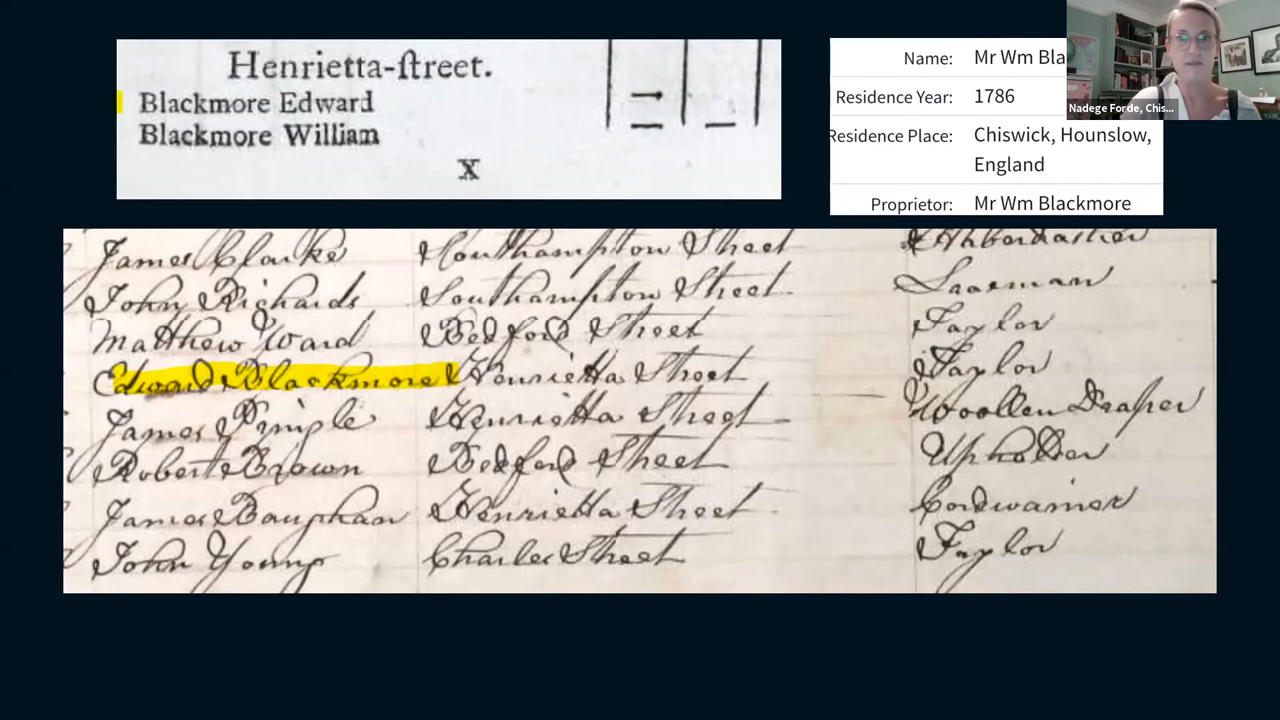 Henrietta-ſtreet.
Blackmore Edward
Blackmore William
X
Name: Mr Wm Bla
Residence Year: 1786
Residence Place: Chiswick, Hounslow, England
Proprietor: Mr Wm Blackmore
Nadege Forde, Chis...
James Clarke Southampton Street
John Richards Southampton Street
Matthew Ward Bedford Street Taylor
Edward Blackmore Henrietta Street Taylor
James Pringle Henrietta Street Woollen Draper
Robert Brown Bedford Street Upholder
James Baughan Henrietta Street Cordwainer
John Young Charles Street Taylor